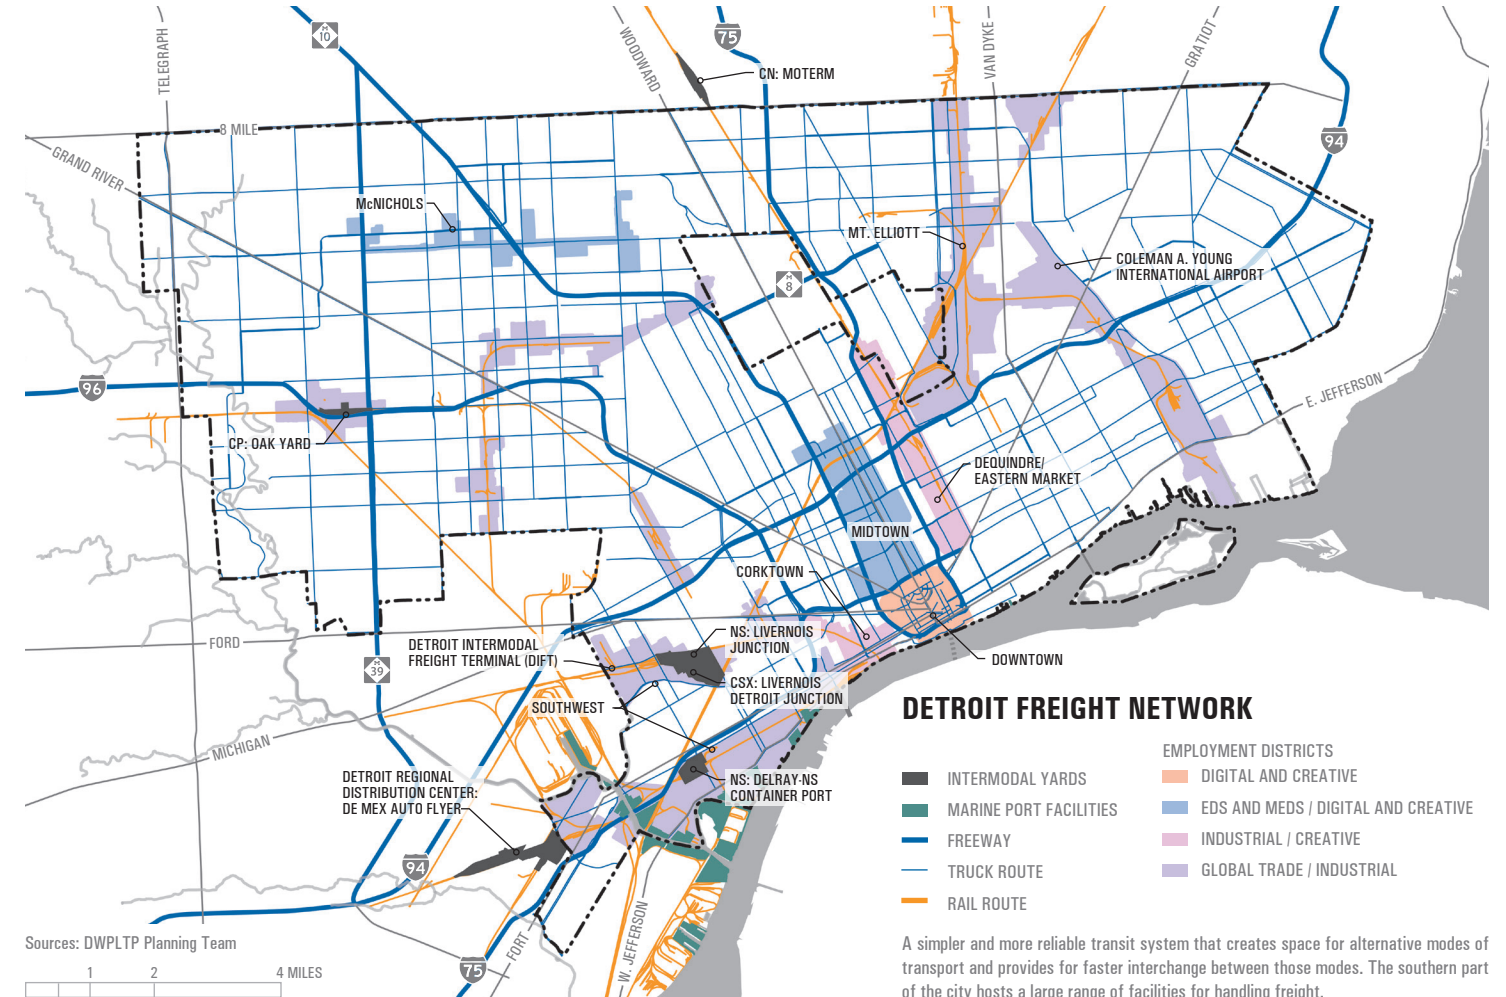 M
10
75
TELEGRAPH
WOODWARD
VAN DYKE
GRATIOT
CN: MOTERM
8 MILE
94
GRAND RIVER
McNICHOLS
MT. ELLIOTT
COLEMAN A. YOUNG
INTERNATIONAL AIRPORT
M
8
96
E. JEFFERSON
CP: OAK YARD
DEQUINDRE/
EASTERN MARKET
MIDTOWN
CORKTOWN
FORD
DETROIT INTERMODAL
FREIGHT TERMINAL (DIFT)
NS: LIVERNOIS
JUNCTION
DOWNTOWN
M
39
CSX: LIVERNOIS
DETROIT JUNCTION
SOUTHWEST
MICHIGAN
DETROIT REGIONAL
DISTRIBUTION CENTER:
DE MEX AUTO FLYER
NS: DELRAY-NS
CONTAINER PORT
94
FORT
W. JEFFERSON
75
DETROIT FREIGHT NETWORK
INTERMODAL YARDS
MARINE PORT FACILITIES
FREEWAY
TRUCK ROUTE
RAIL ROUTE
EMPLOYMENT DISTRICTS
DIGITAL AND CREATIVE
EDS AND MEDS / DIGITAL AND CREATIVE
INDUSTRIAL / CREATIVE
GLOBAL TRADE / INDUSTRIAL
Sources: DWPLTP Planning Team
1 2 4 MILES
A simpler and more reliable transit system that creates space for alternative modes of
transport and provides for faster interchange between those modes. The southern part
of the city hosts a large range of facilities for handling freight.